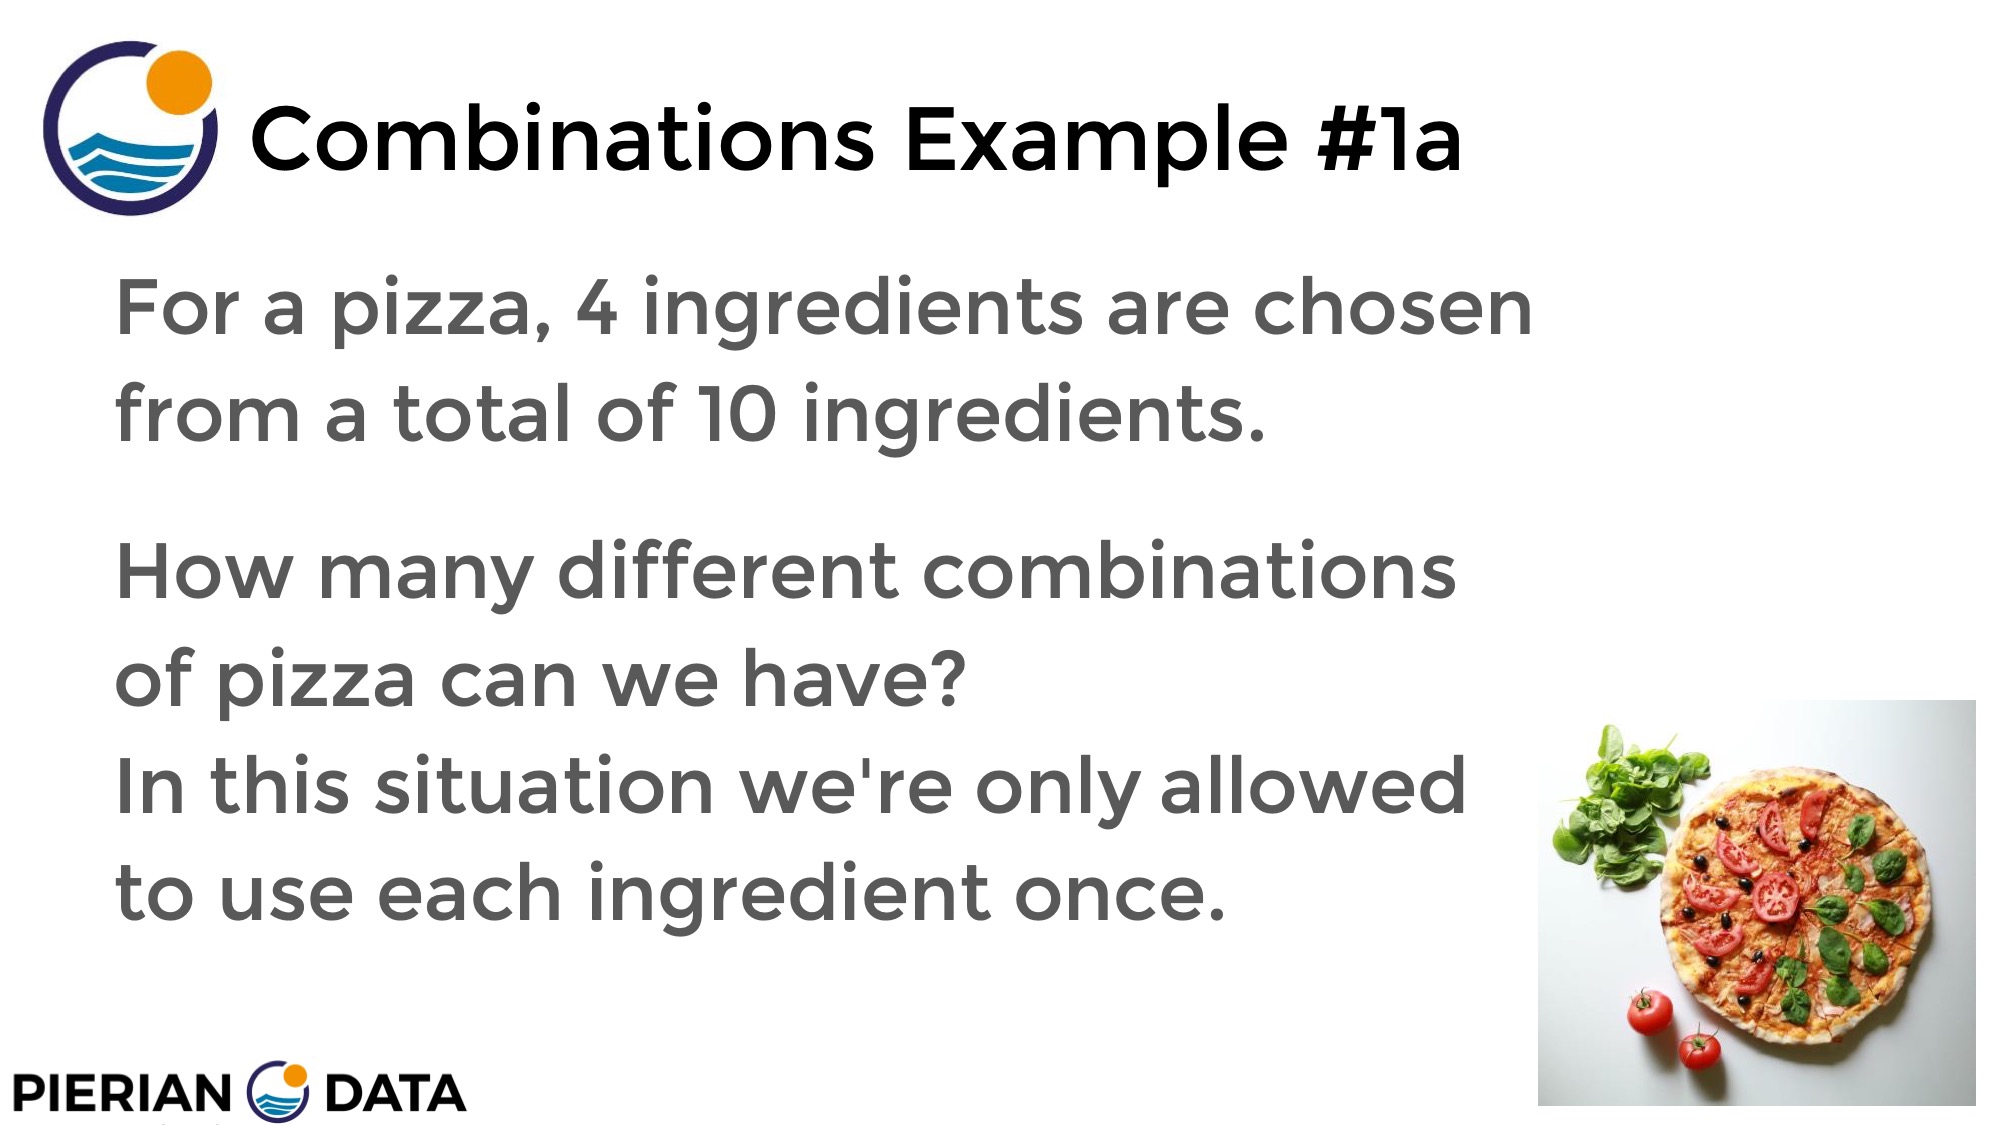 Combinations Example #1a
For a pizza, 4 ingredients are chosen
from a total of 10 ingredients.
How many different combinations
of pizza can we have?
In this situation we're only allowed
to use each ingredient once.
PIERIAN DATA